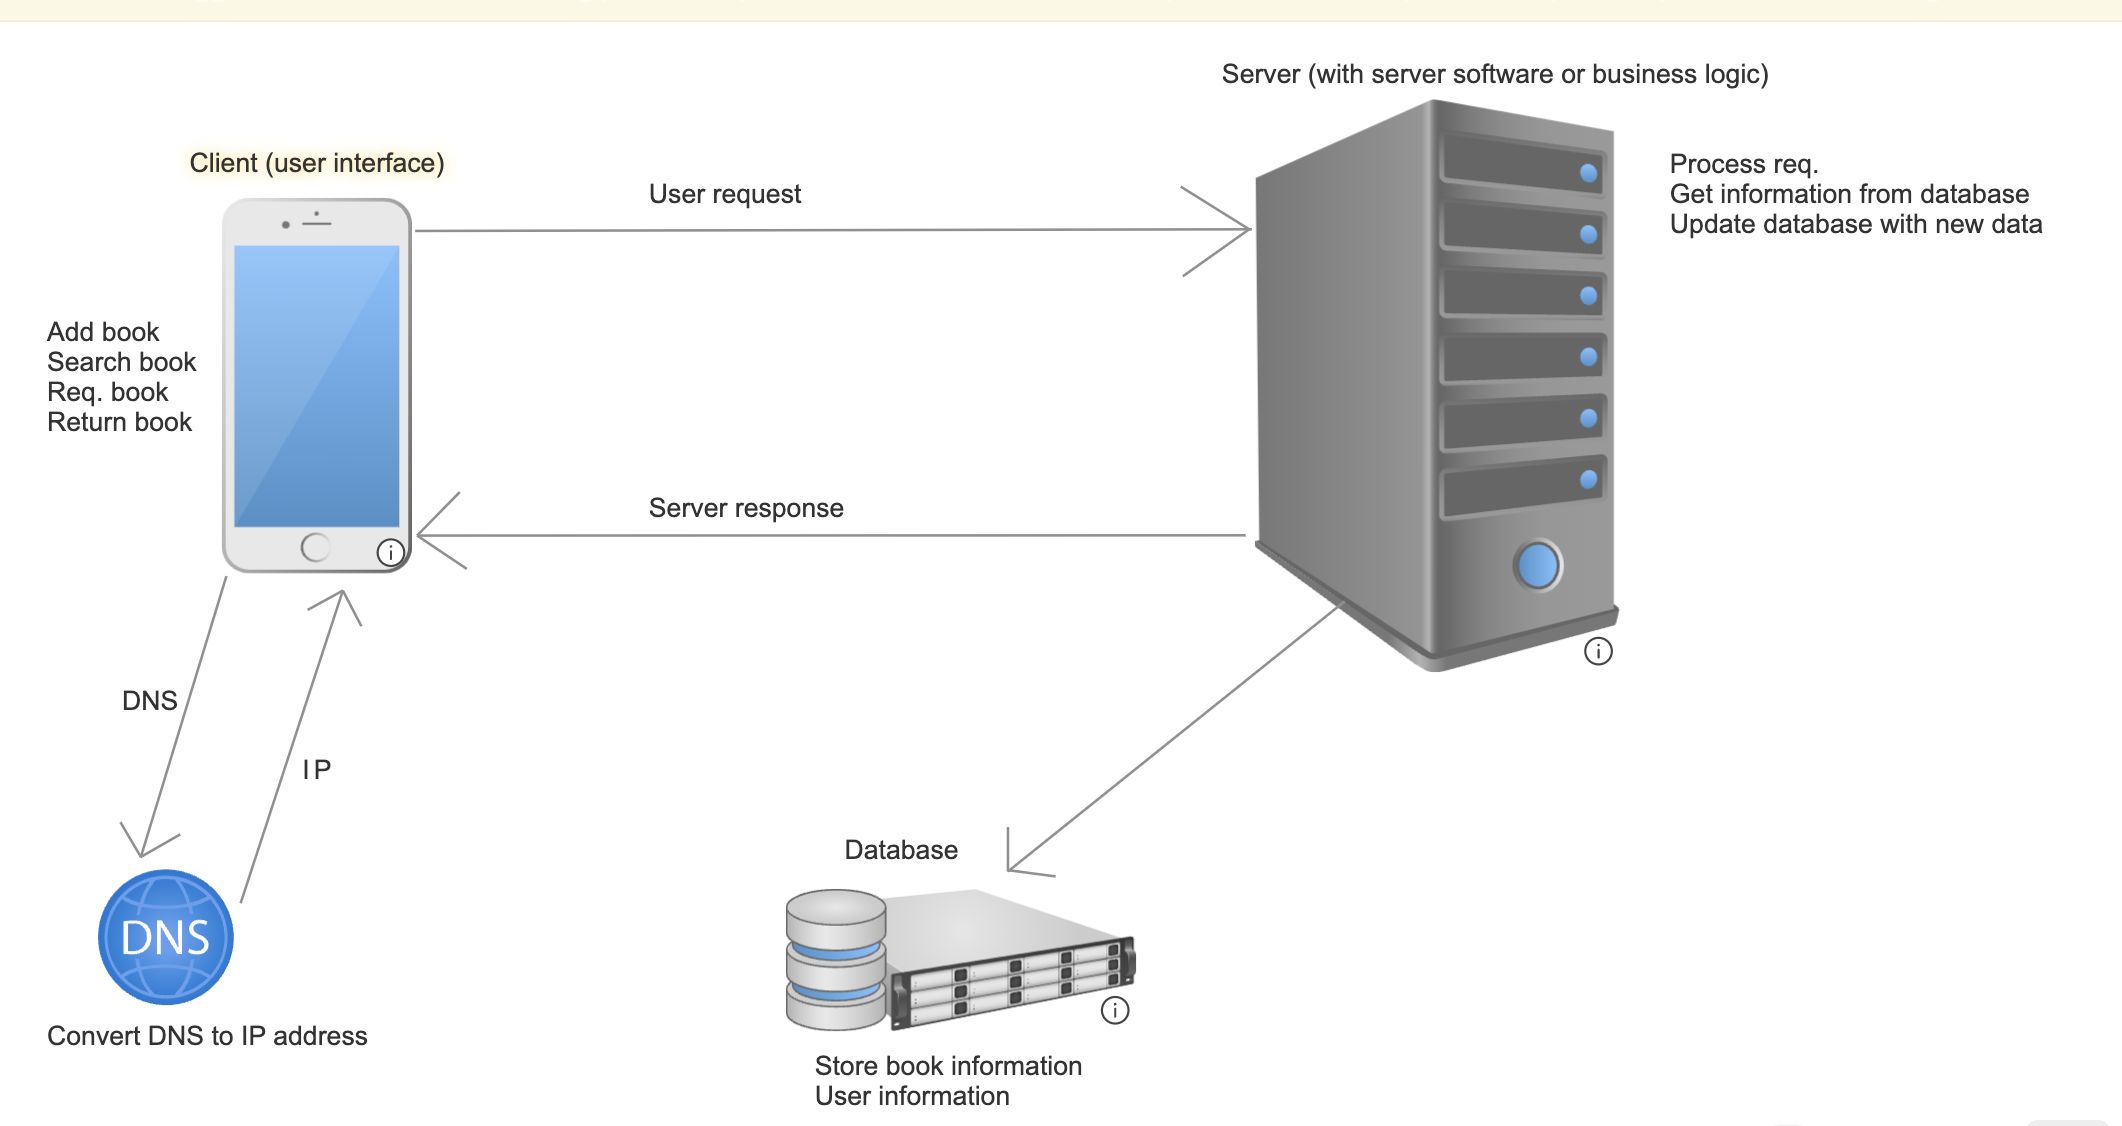 Server (with server software or business logic)
Client (user interface)
User request
Process req.
Get information from database
Update database with new data
Add book
Search book
Req. book
Return book
Server response
DNS
IP
Database
DNS
Convert DNS to IP address
Store book information
User information